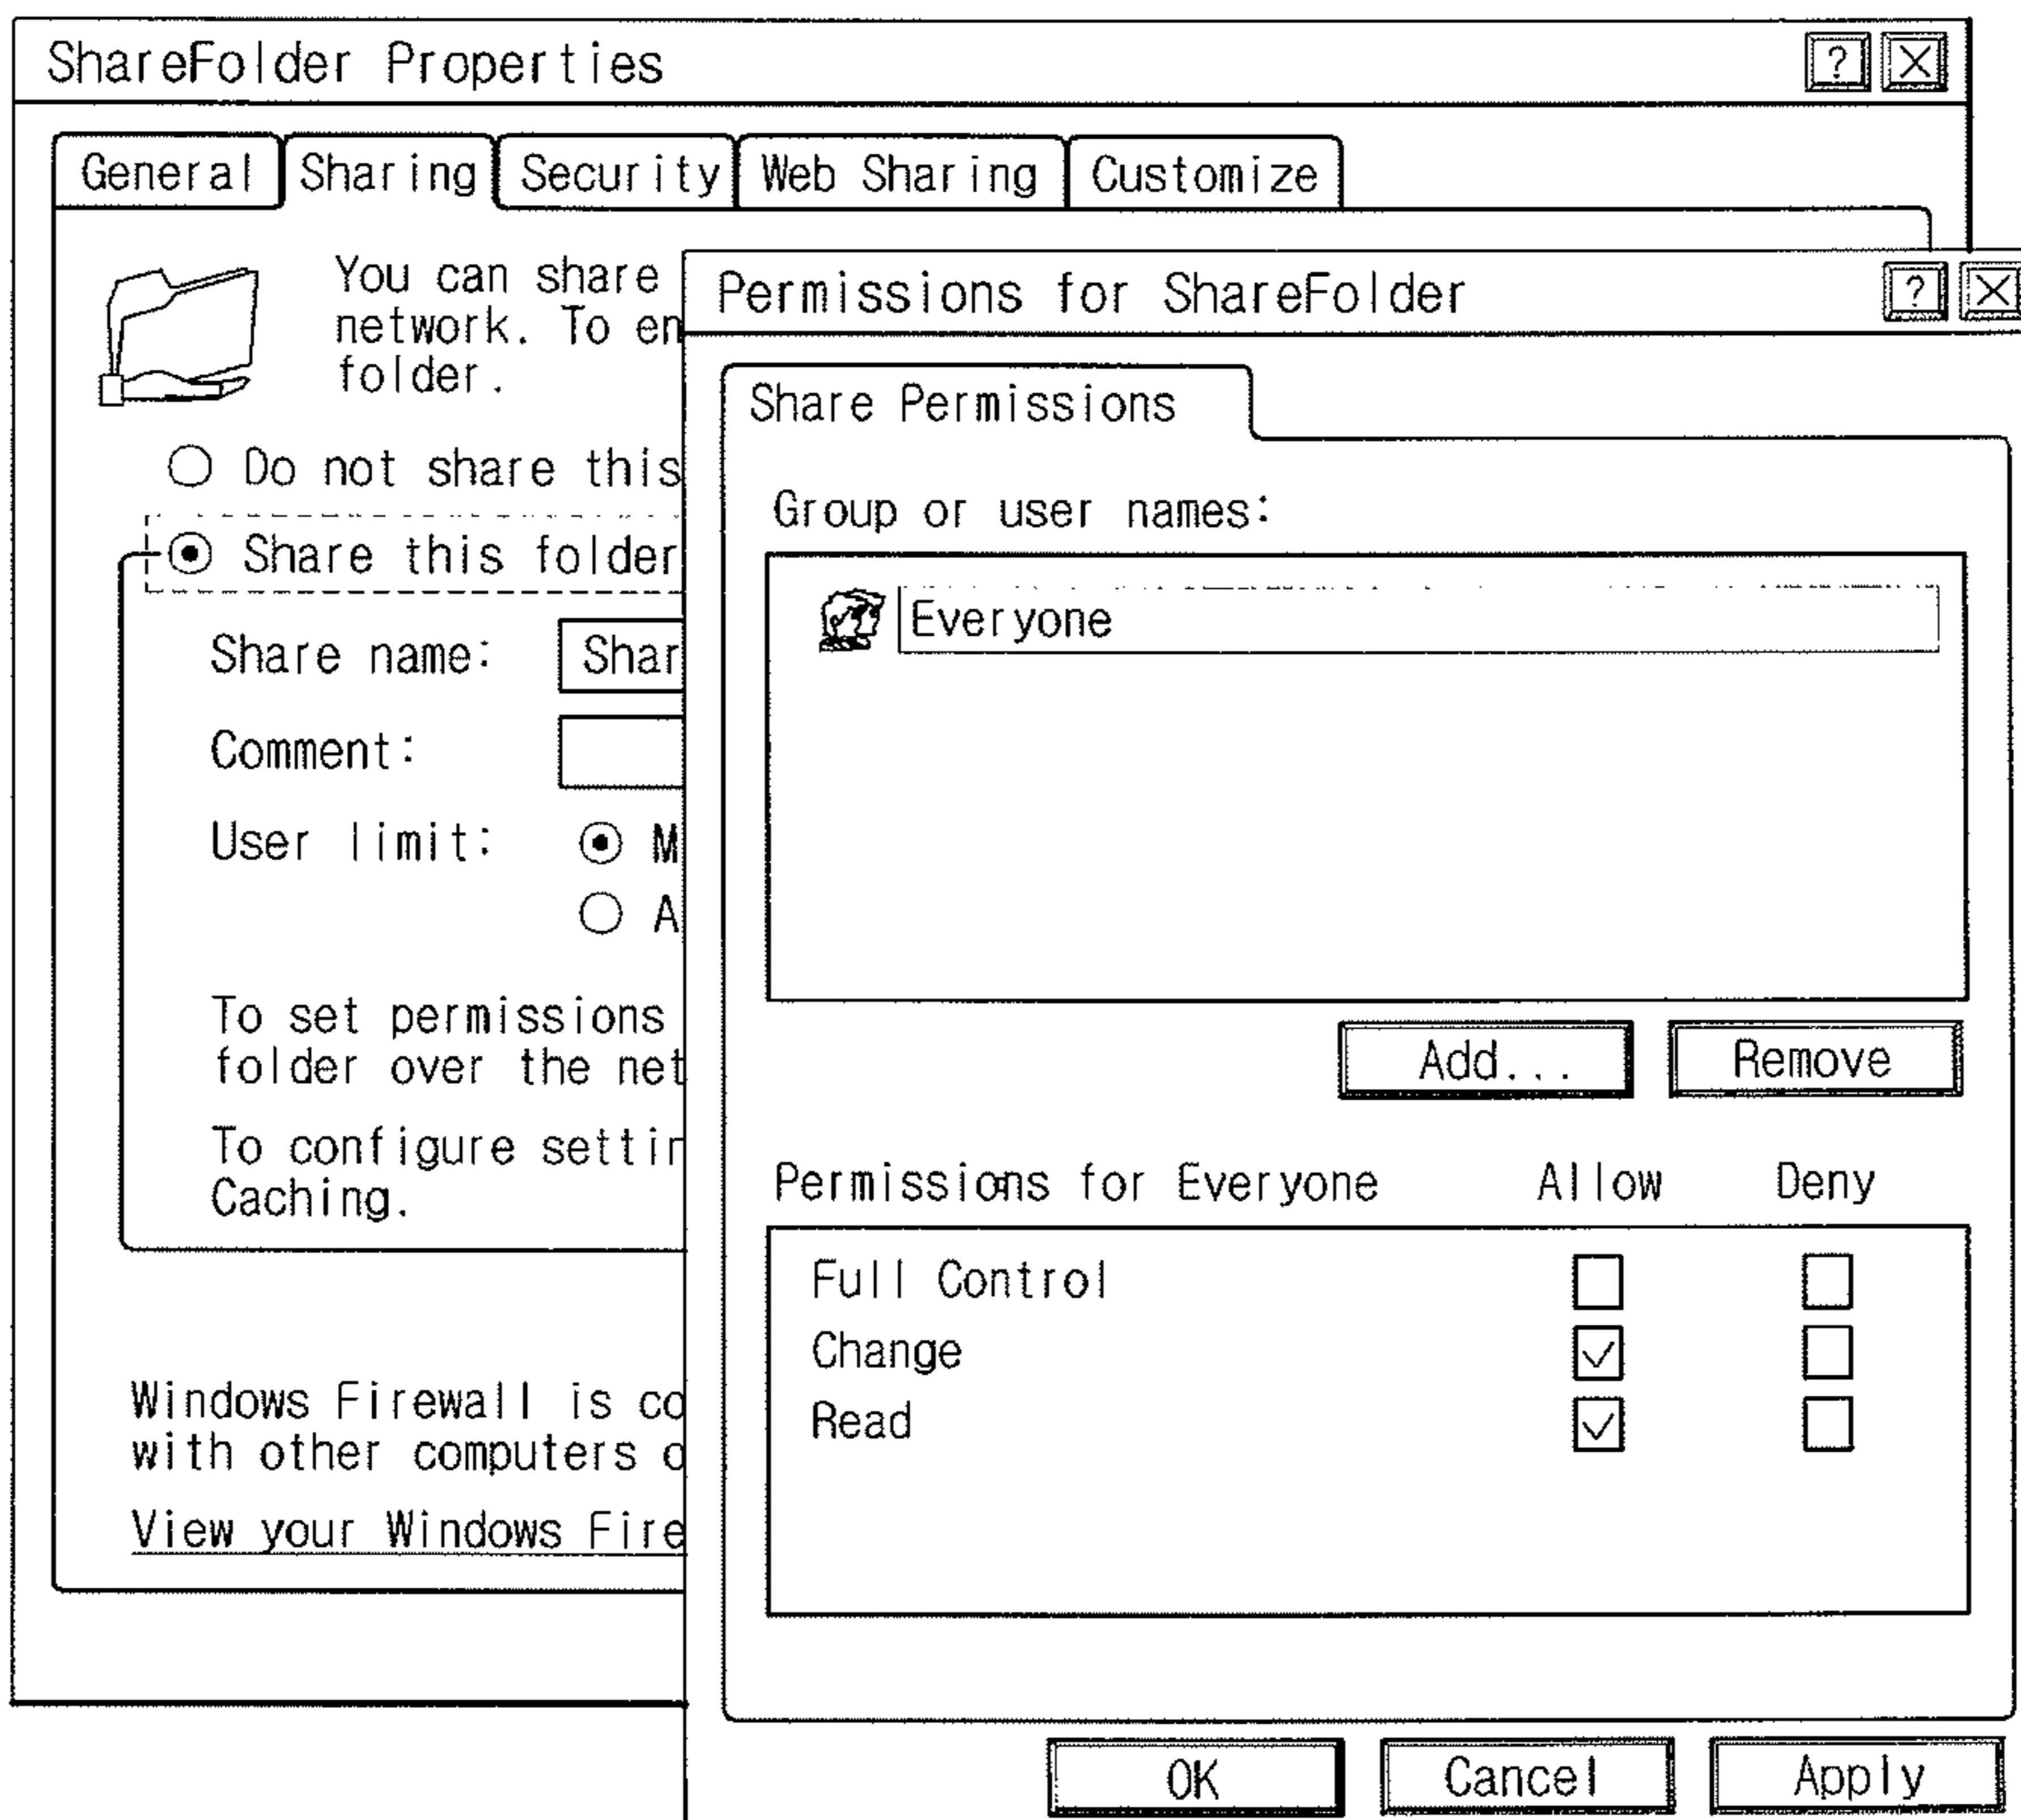 ShareFolder Properties
?
General Sharing Security Web Sharing Customize
You can share
network. To en
folder.
Do not share this
Share this folder
Share name: Shar
Comment:
User limit: M
A
To set permissions
folder over the net
To configure settin
Caching.
Windows Firewall is co
with other computers o
View your Windows Fire
Permissions for ShareFolder
?
Share Permissions
Group or user names:
Everyone
Add... Remove
Permissions for Everyone Allow Deny
Full Control
Change
Read
OK Cancel Apply